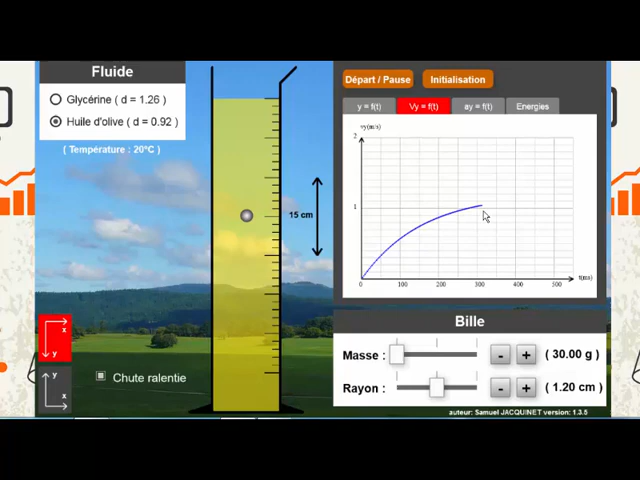 Fluide
Glycérine ( d = 1.26 )
Huile d'olive ( d = 0.92 )
[ Température : 20°C ]
15 cm
Départ / Pause
Initialisation
y = f(t)
Vy = f(t)
ay = f(t)
Energies
vy(m/s)
2
1
0
100
200
300
400
500
t(ms)
x
y
y
x
Chute ralentie
Bille
Masse :
-
+
( 30.00 g )
Rayon :
-
+
( 1.20 cm )
auteur: Samuel JACQUINET version: 1.3.5